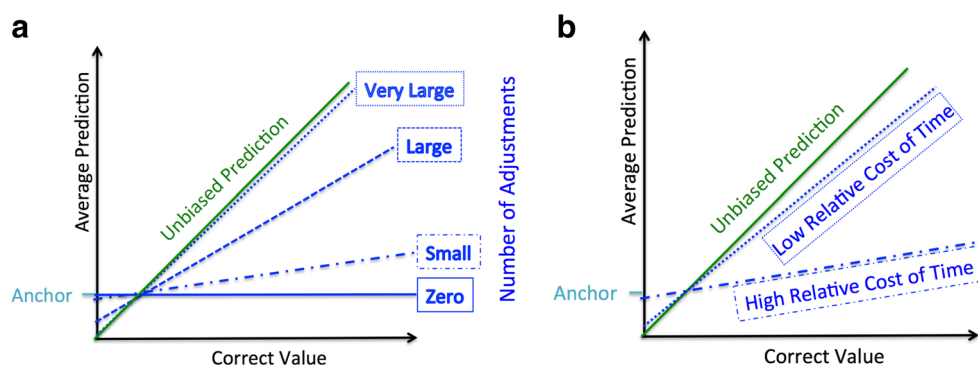 a
Average Prediction
Unbiased Prediction
Very Large
Large
Small
Zero
Number of Adjustments
Anchor
Correct Value
b
Average Prediction
Unbiased Prediction
Low Relative Cost of Time
High Relative Cost of Time
Anchor
Correct Value